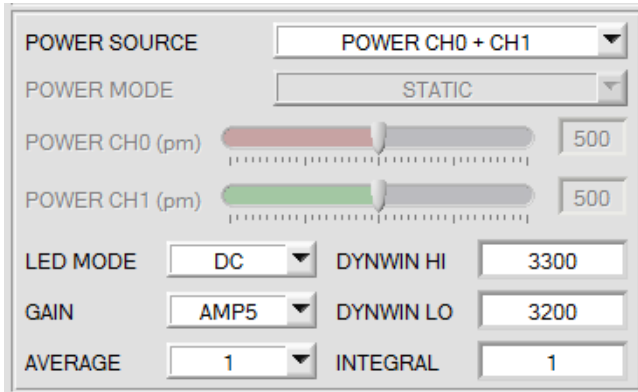 POWER SOURCE POWER CH0 + CH1
POWER MODE STATIC
POWER CH0 (pm) 500
POWER CH1 (pm) 500
LED MODE DC DYNWIN HI 3300
GAIN AMP5 DYNWIN LO 3200
AVERAGE 1 INTEGRAL 1